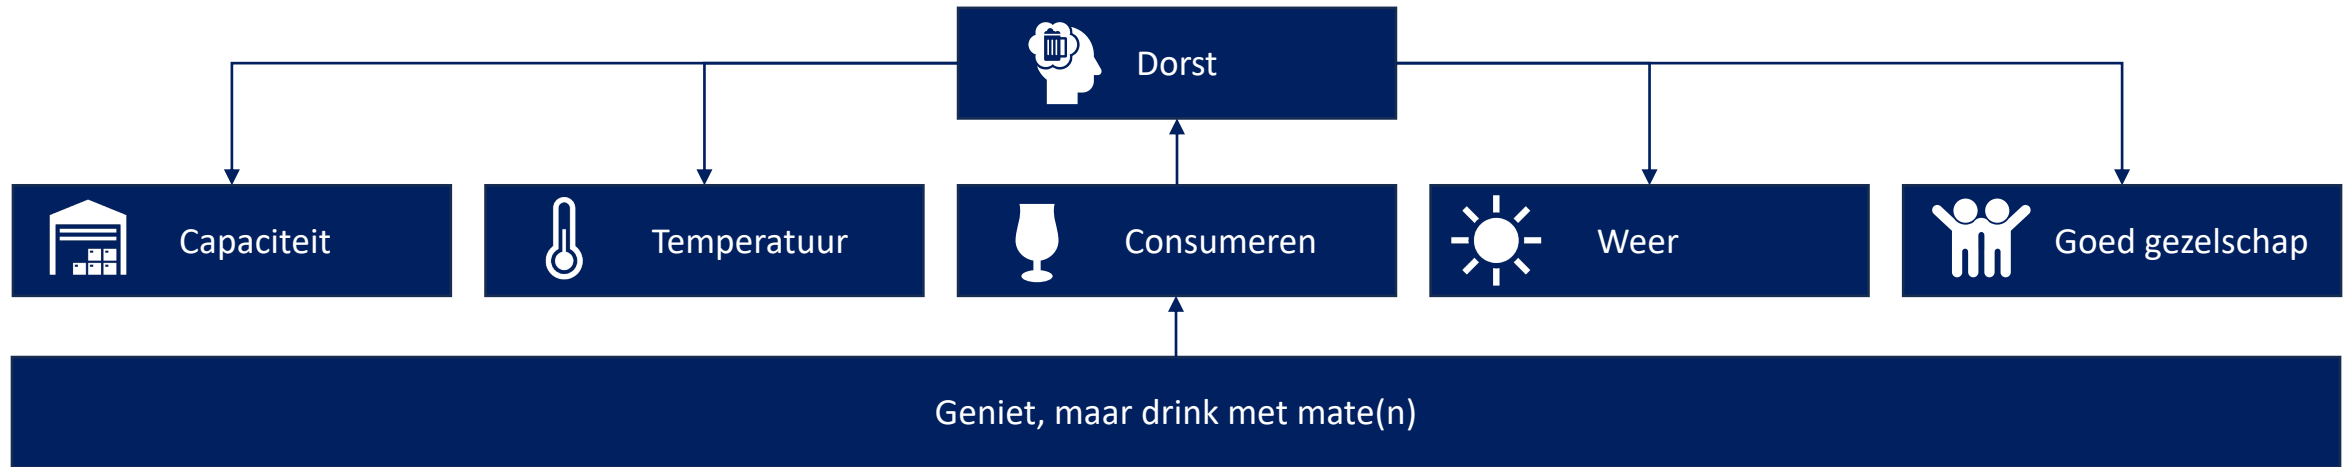 Dorst
Capaciteit
Temperatuur
Consumeren
Weer
Goed gezelschap
Geniet, maar drink met mate(n)